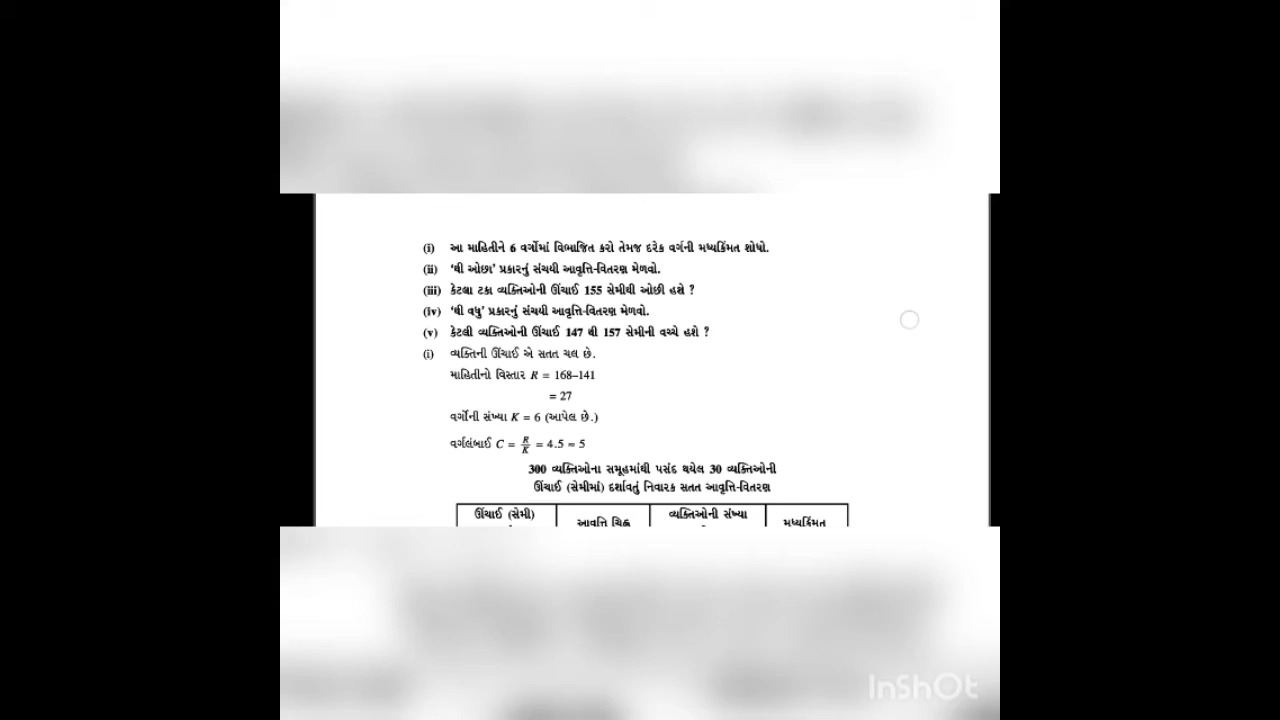 (i) આ માહિતીને 6 વર્ગોમાં વિભાજિત કરો તેમજ દરેક વર્ગની મધ્યકિંમત શોધો.
(ii) ‘થી ઓછા’ પ્રકારનું સંચયી આવૃત્તિ-વિતરણ મેળવો.
(iii) કેટલા ટકા વ્યક્તિઓની ઊંચાઈ 155 સેમીથી ઓછી હશે ?
(iv) ‘થી વધુ’ પ્રકારનું સંચયી આવૃત્તિ-વિતરણ મેળવો.
(v) કેટલી વ્યક્તિઓની ઊંચાઈ 147 થી 157 સેમીની વચ્ચે હશે ?
(i) વ્યક્તિની ઊંચાઈ એ સતત ચલ છે.
માહિતીનો વિસ્તાર R = 168–141
= 27
વર્ગોની સંખ્યા K = 6 (આપેલ છે.)
વર્ગલંબાઈ C = R/K = 4.5 ≈ 5
300 વ્યક્તિઓના સમૂહમાંથી પસંદ થયેલ 30 વ્યક્તિઓની
ઊંચાઈ (સેમીમાં) દર્શાવતું નિવારક સતત આવૃત્તિ-વિતરણ
ઊંચાઈ (સેમી) આવૃત્તિ ચિહ્ન વ્યક્તિઓની સંખ્યા મધ્યકિંમત
InShOt